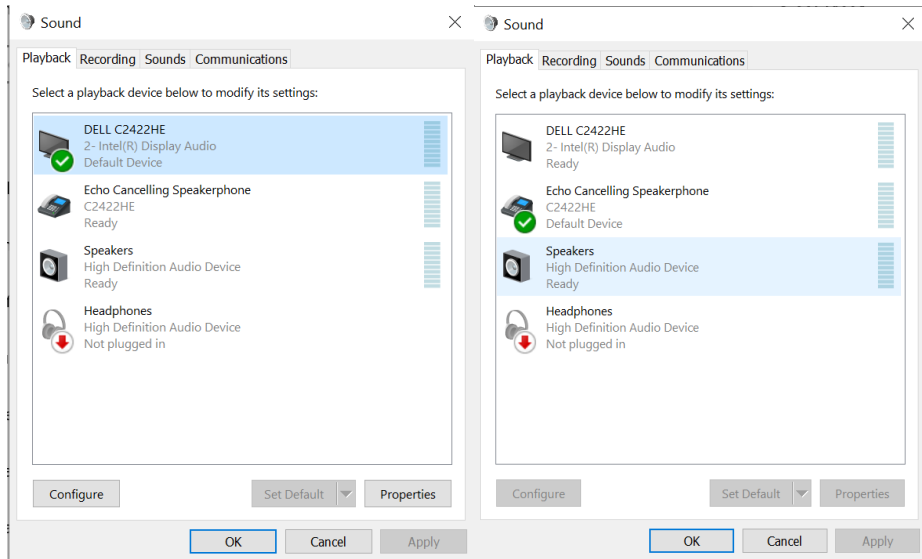 Sound
Playback Recording Sounds Communications
Select a playback device below to modify its settings:
DELL C2422HE
2- Intel(R) Display Audio
Default Device
Echo Cancelling Speakerphone
C2422HE
Ready
Speakers
High Definition Audio Device
Ready
Headphones
High Definition Audio Device
Not plugged in
Configure Set Default Properties
OK Cancel Apply
Sound
Playback Recording Sounds Communications
Select a playback device below to modify its settings:
DELL C2422HE
2- Intel(R) Display Audio
Ready
Echo Cancelling Speakerphone
C2422HE
Default Device
Speakers
High Definition Audio Device
Ready
Headphones
High Definition Audio Device
Not plugged in
Configure Set Default Properties
OK Cancel Apply